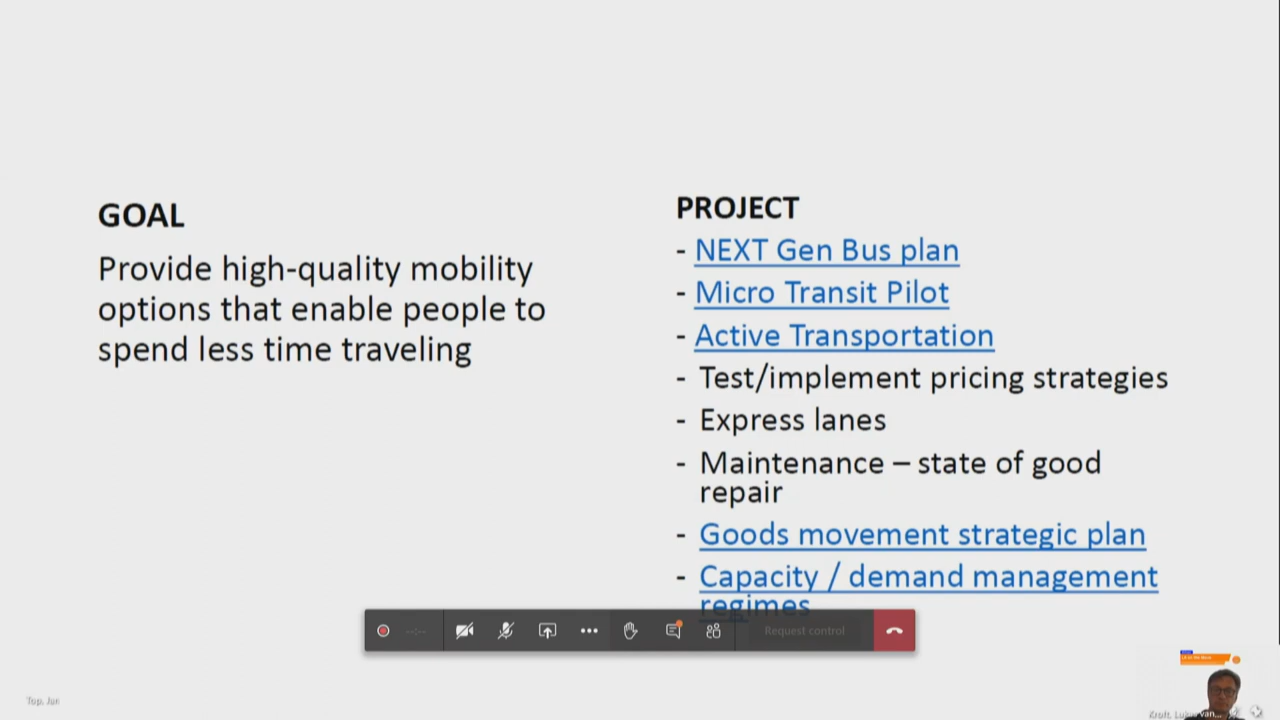 GOAL
Provide high-quality mobility
options that enable people to
spend less time traveling
PROJECT
- NEXT Gen Bus plan
- Micro Transit Pilot
- Active Transportation
- Test/implement pricing strategies
- Express lanes
- Maintenance – state of good
repair
- Goods movement strategic plan
- Capacity / demand management
regimes
--:--
Request control
Top, Jan